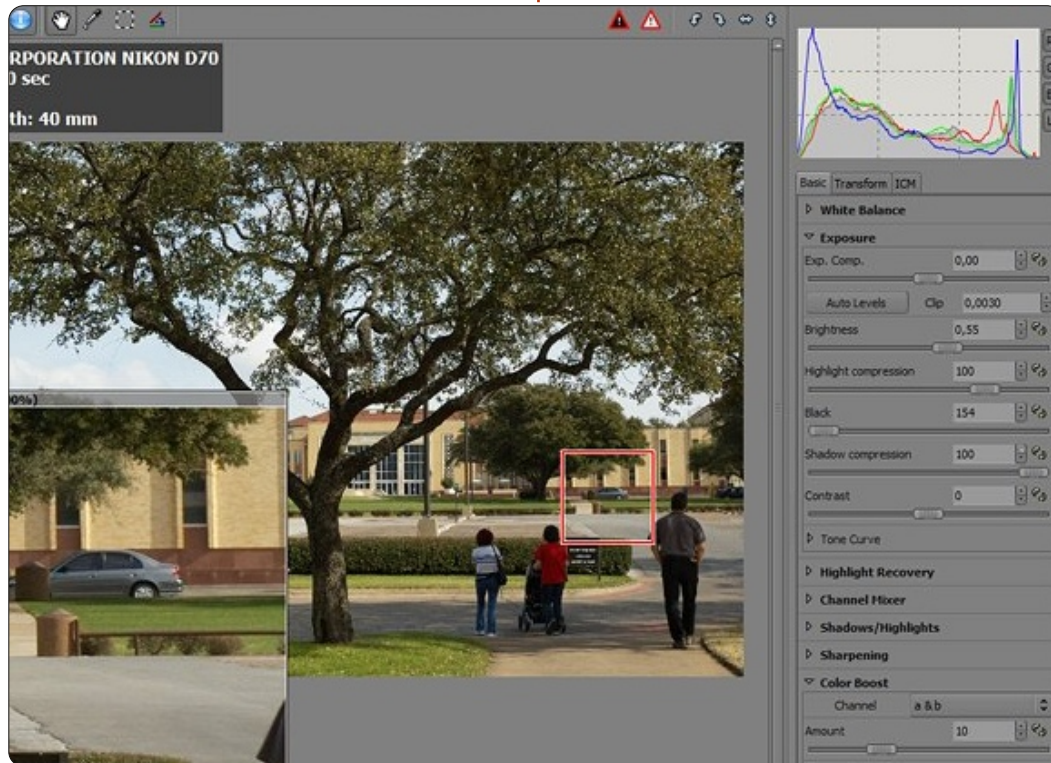 RPORATION NIKON D70
0 sec
th: 40 mm
00%)
Basic Transform ICM
White Balance
Exposure
Exp. Comp. 0,00
Auto Levels Clip 0,0030
Brightness 0,55
Highlight compression 100
Black 154
Shadow compression 100
Contrast 0
Tone Curve
Highlight Recovery
Channel Mixer
Shadows/Highlights
Sharpening
Color Boost
Channel a & b
Amount 10